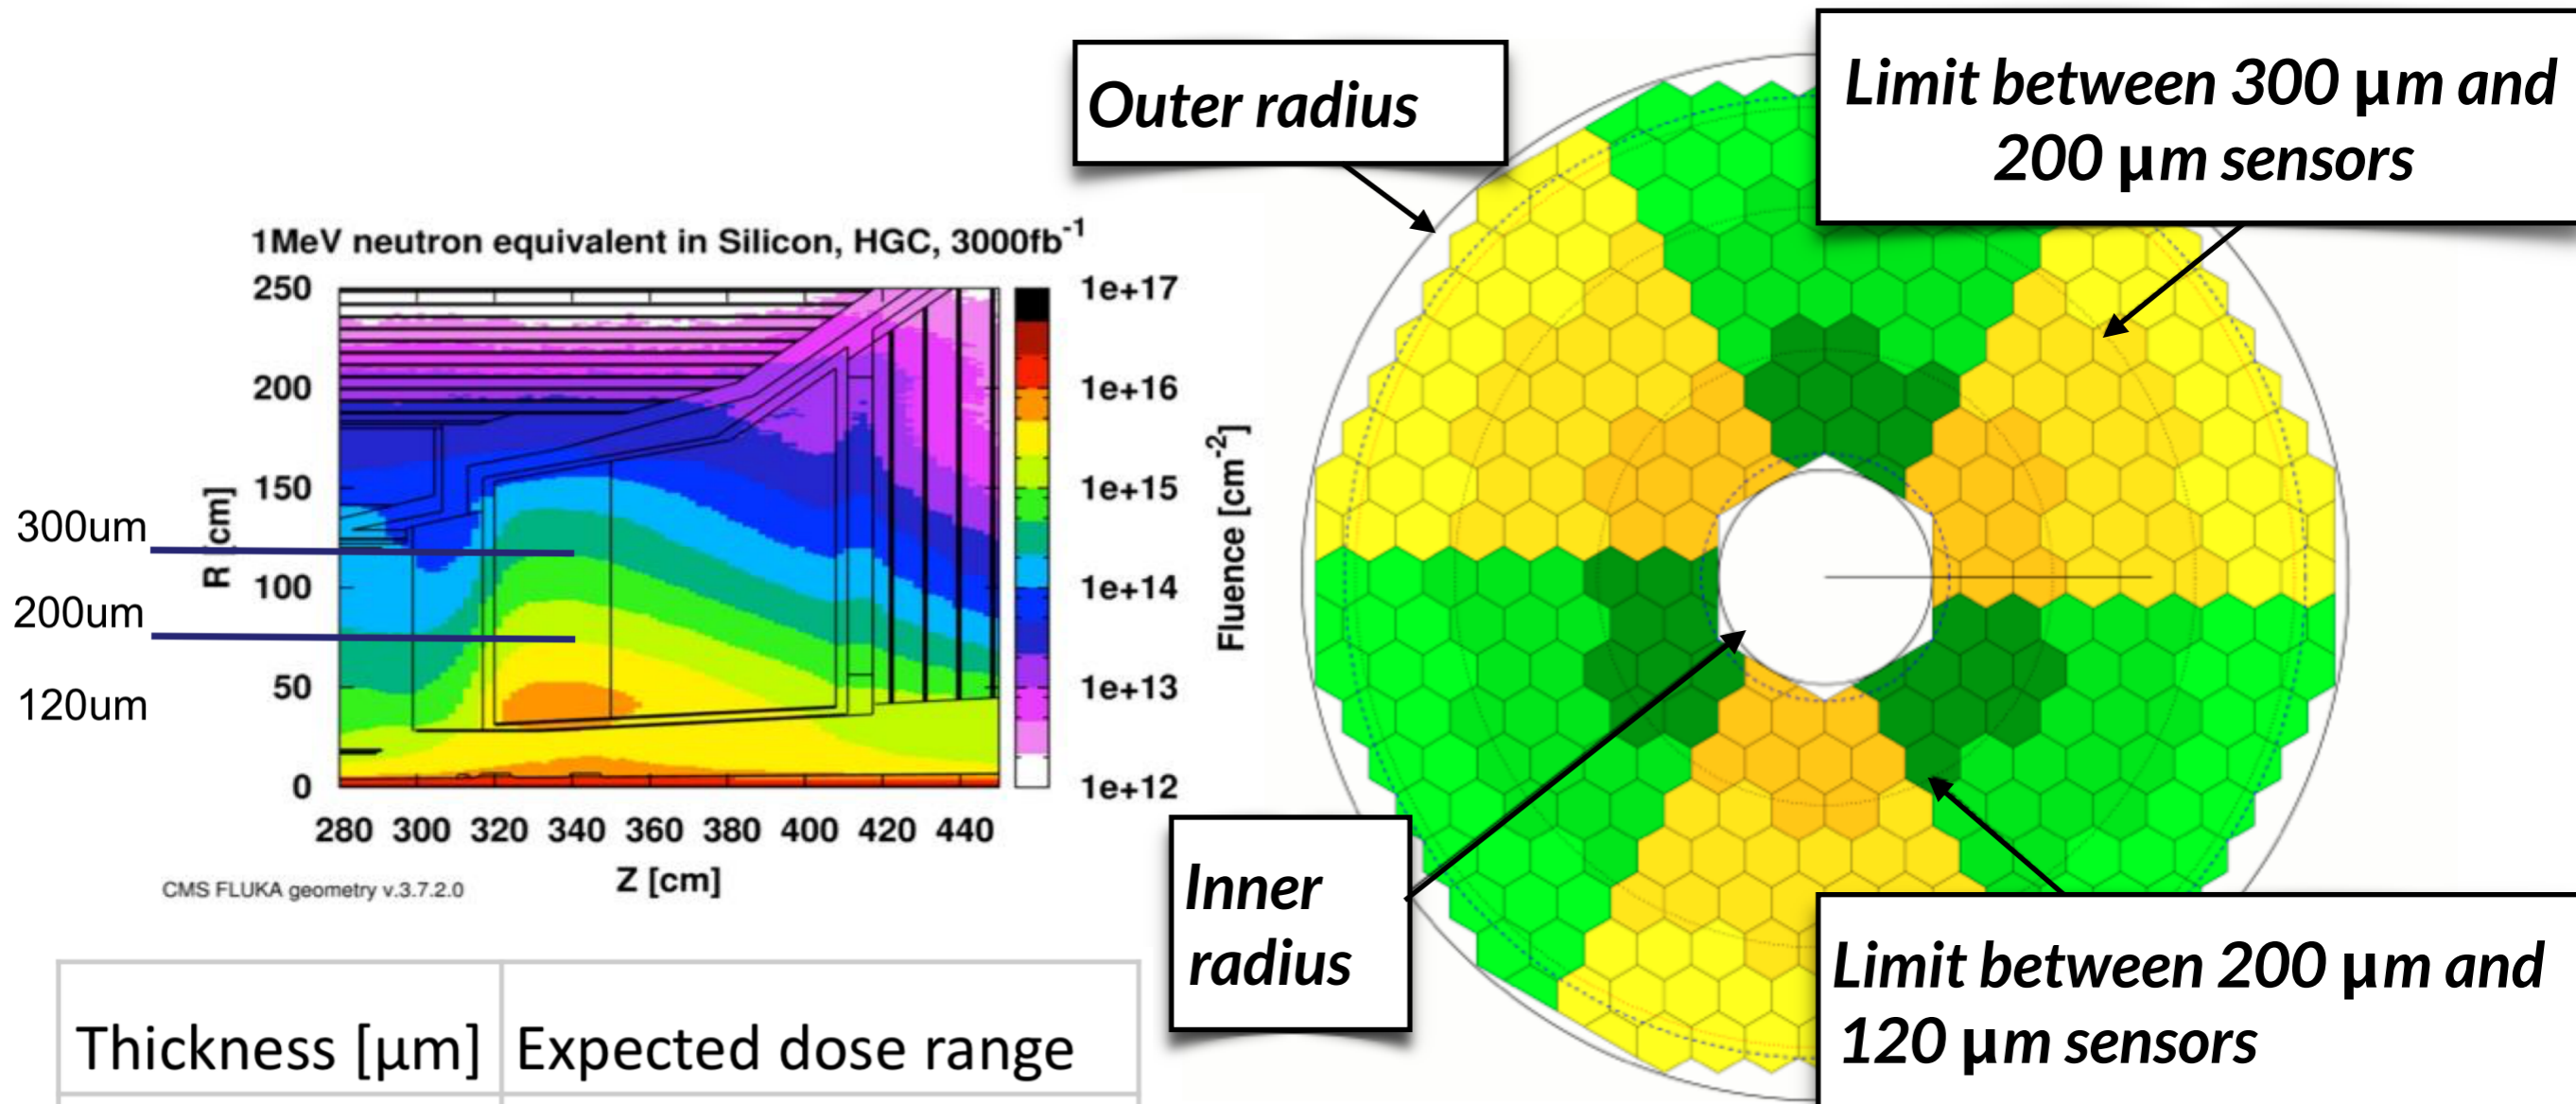 Outer radius
Limit between 300 μm and
200 μm sensors
1MeV neutron equivalent in Silicon, HGC, 3000fb⁻¹
250
200
150
100
50
0
R [cm]
300um
200um
120um
280 300 320 340 360 380 400 420 440
Z [cm]
1e+17
1e+16
1e+15
1e+14
1e+13
1e+12
Fluence [cm⁻²]
CMS FLUKA geometry v.3.7.2.0
Inner
radius
Limit between 200 μm and
120 μm sensors
Thickness [μm] Expected dose range